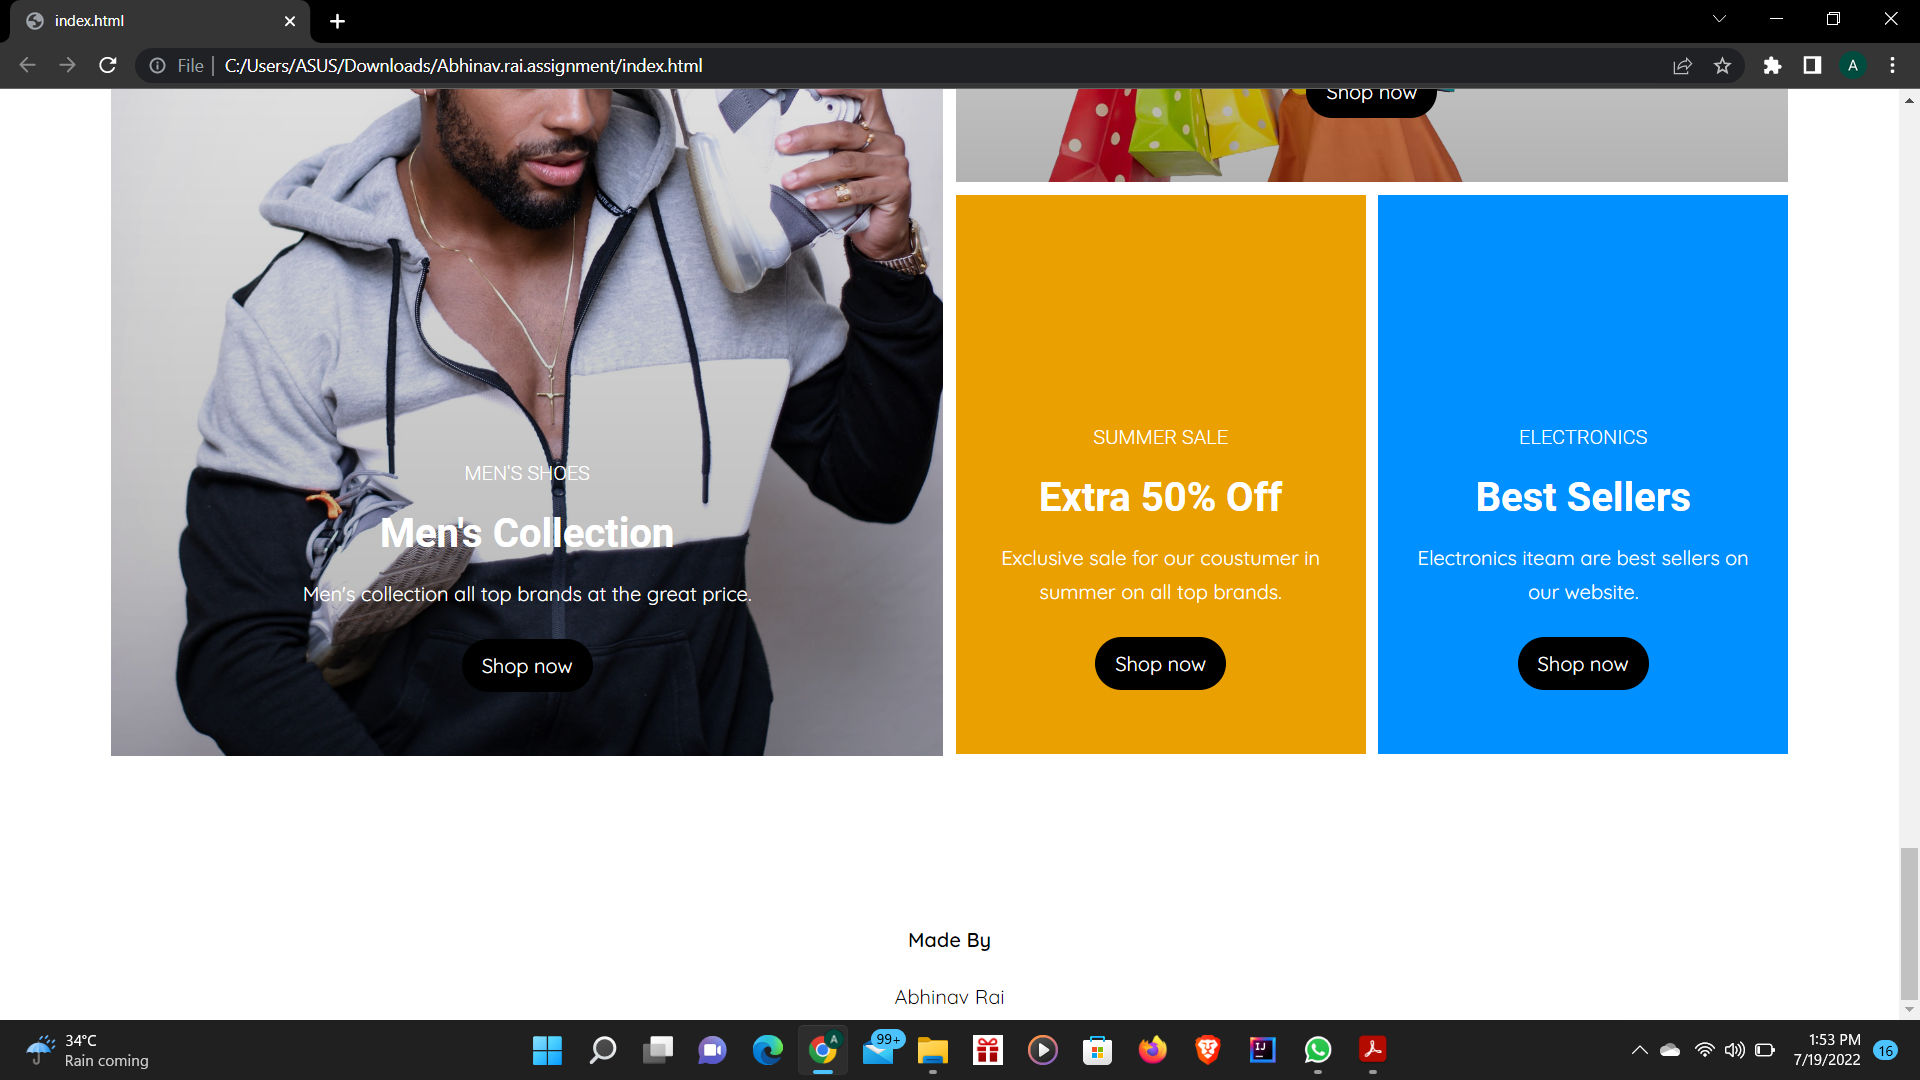 index.html
File
C:/Users/ASUS/Downloads/Abhinav.rai.assignment/index.html
A
Shop now
MEN'S SHOES
Men's Collection
Men's collection all top brands at the great price.
Shop now
SUMMER SALE
Extra 50% Off
Exclusive sale for our coustumer in
summer on all top brands.
Shop now
ELECTRONICS
Best Sellers
Electronics iteam are best sellers on
our website.
Shop now
Made By
Abhinav Rai
34°C
Rain coming
A
99+
IJ
1:53 PM
7/19/2022
16